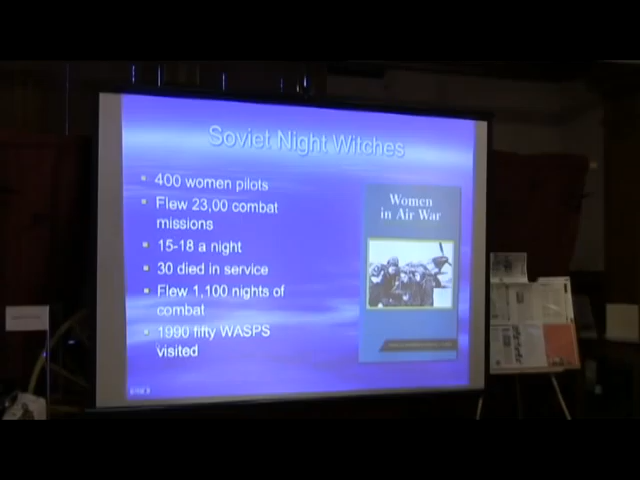 Soviet Night Witches
400 women pilots
Flew 23,00 combat
missions
15-18 a night
30 died in service
Flew 1,100 nights of
combat
1990 fifty WASPS
visited
Women
in Air War